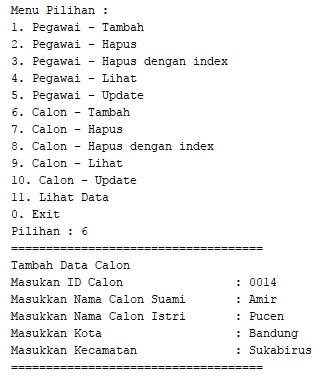 Menu Pilihan :
1. Pegawai – Tambah
2. Pegawai – Hapus
3. Pegawai – Hapus dengan index
4. Pegawai – Lihat
5. Pegawai – Update
6. Calon – Tambah
7. Calon – Hapus
8. Calon – Hapus dengan index
9. Calon – Lihat
10. Calon – Update
11. Lihat Data
0. Exit
Pilihan : 6
====================================
Tambah Data Calon
Masukan ID Calon : 0014
Masukkan Nama Calon Suami : Amir
Masukkan Nama Calon Istri : Pucen
Masukkan Kota : Bandung
Masukkan Kecamatan : Sukabirus
====================================